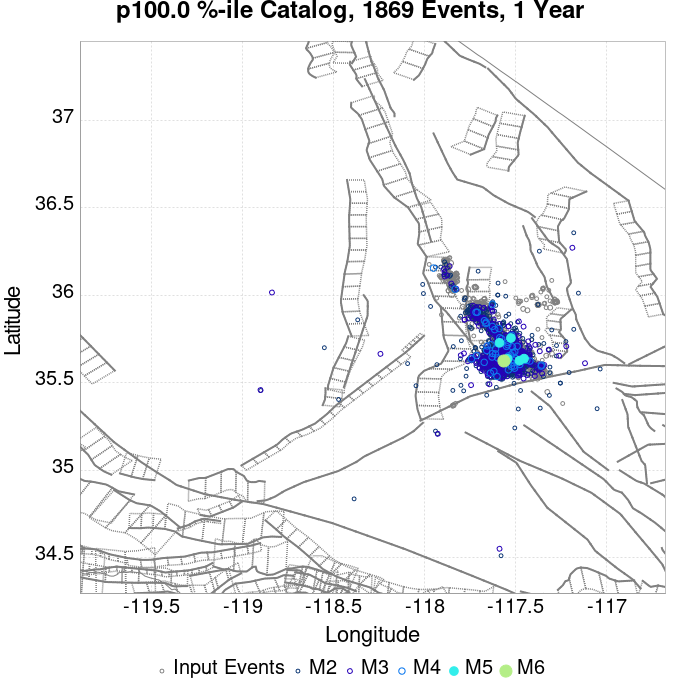 p100.0 %-ile Catalog, 1869 Events, 1 Year
37
36.5
36
35.5
35
34.5
Latitude
-119.5 -119 -118.5 -118 -117.5 -117
Longitude
Input Events M2 M3 M4 M5 M6